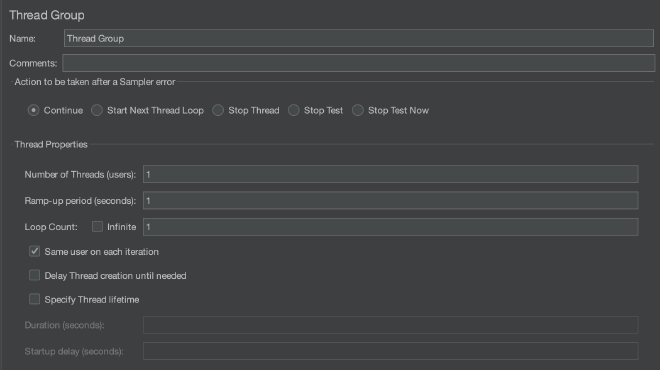 Thread Group
Name: Thread Group
Comments:
Action to be taken after a Sampler error
Continue Start Next Thread Loop Stop Thread Stop Test Stop Test Now
Thread Properties
Number of Threads (users): 1
Ramp-up period (seconds): 1
Loop Count: Infinite 1
Same user on each iteration
Delay Thread creation until needed
Specify Thread lifetime
Duration (seconds):
Startup delay (seconds):